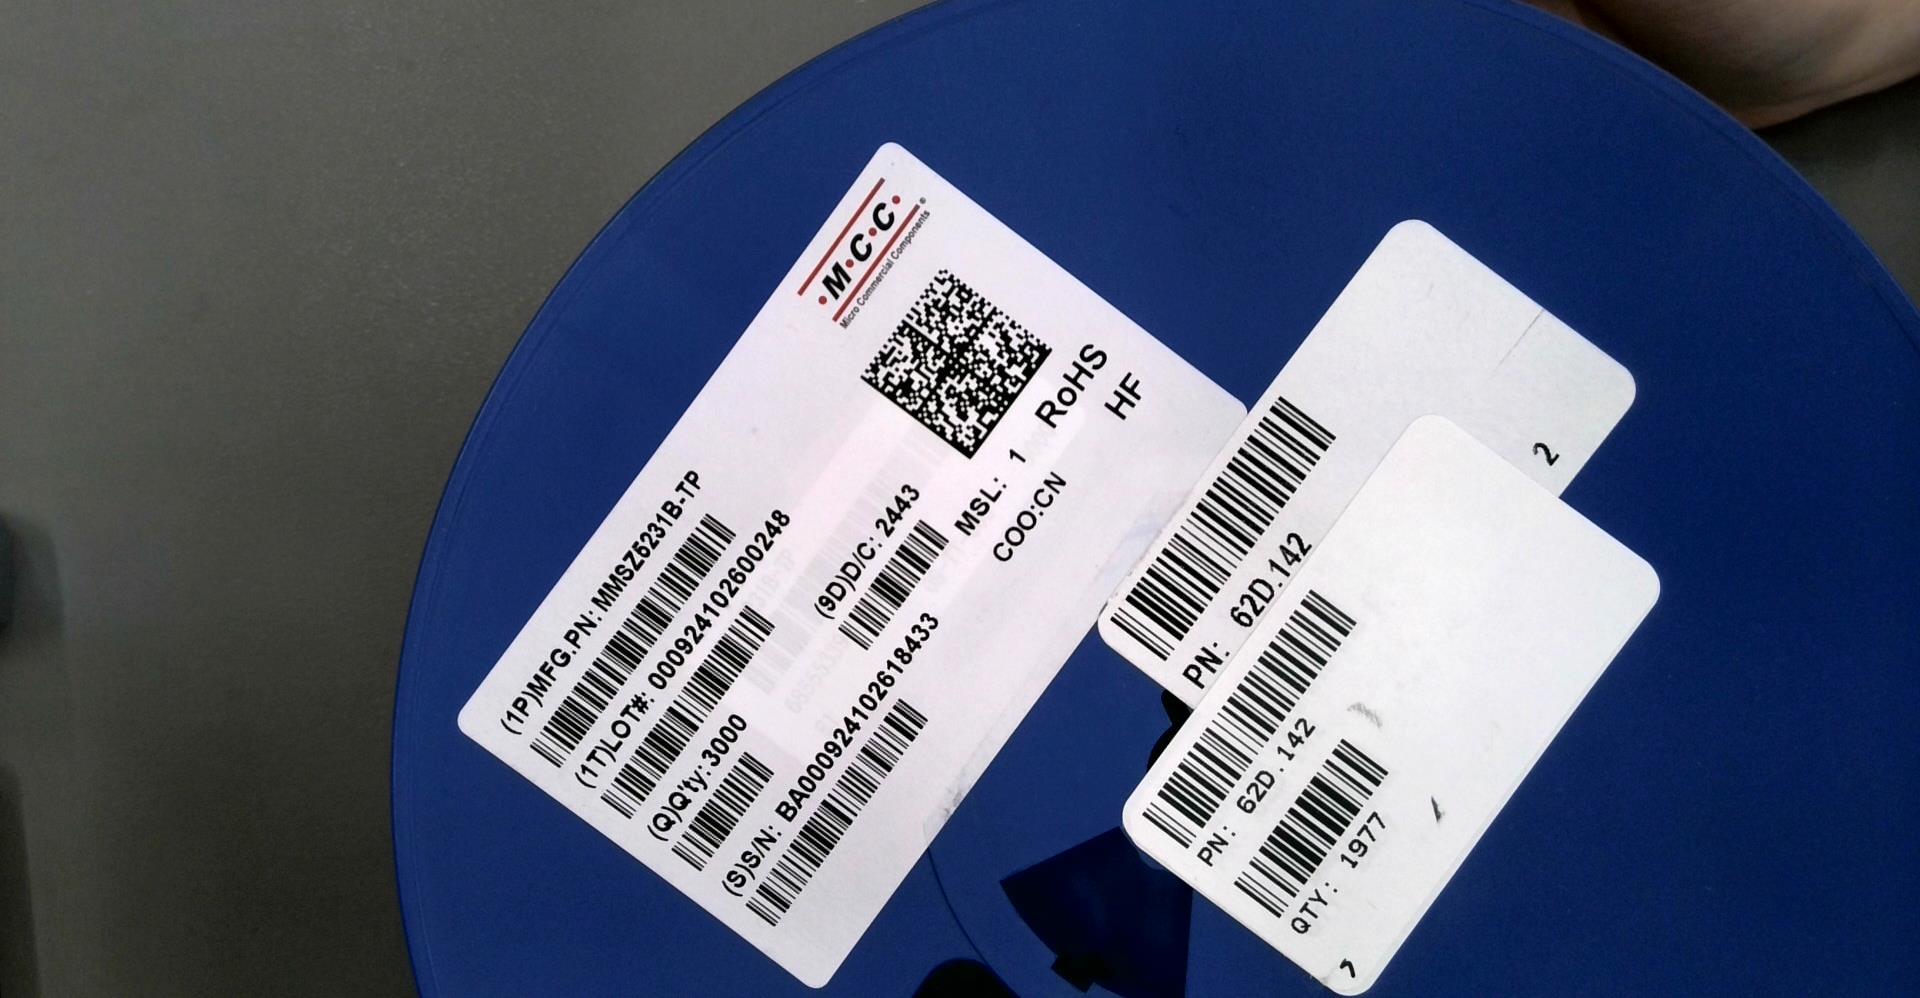 M·C·C
Micro Commercial Components
(1P)MFG.PN: MMSZ5231B-TP
(1T)LOT#: 000924102600248
(Q)Q'ty: 3000
(9D)D/C: 2443
(S)S/N: BA000924102618433
MSL: 1
RoHS
HF
COO:CN
PN: 62D.142
2
PN: 62D.142
QTY: 1977